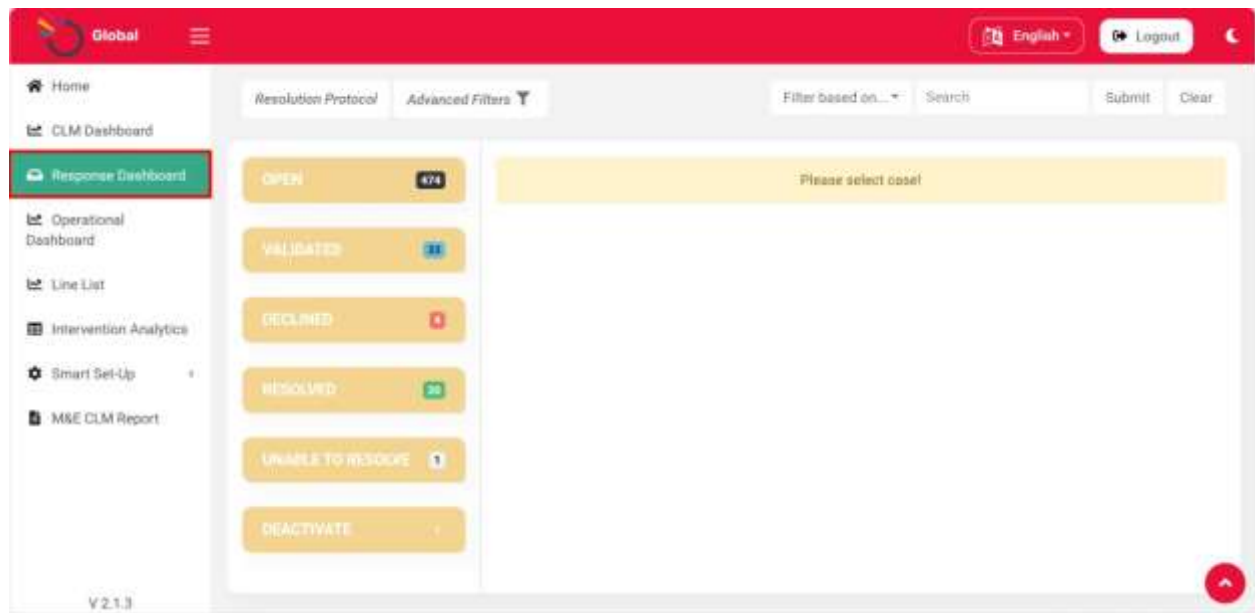 Global
English
Logout
Home
CLM Dashboard
Response Dashboard
Operational
Dashboard
Line List
Intervention Analytics
Smart Set-Up
M&E CLM Report
V 2.1.3
Resolution Protocol
Advanced Filters
Filter based on...
Search
Submit
Clear
OPEN 474
VALIDATED
DECLINED
RESOLVED
UNABLE TO RESOLVE 1
DEACTIVATE
Please select case!